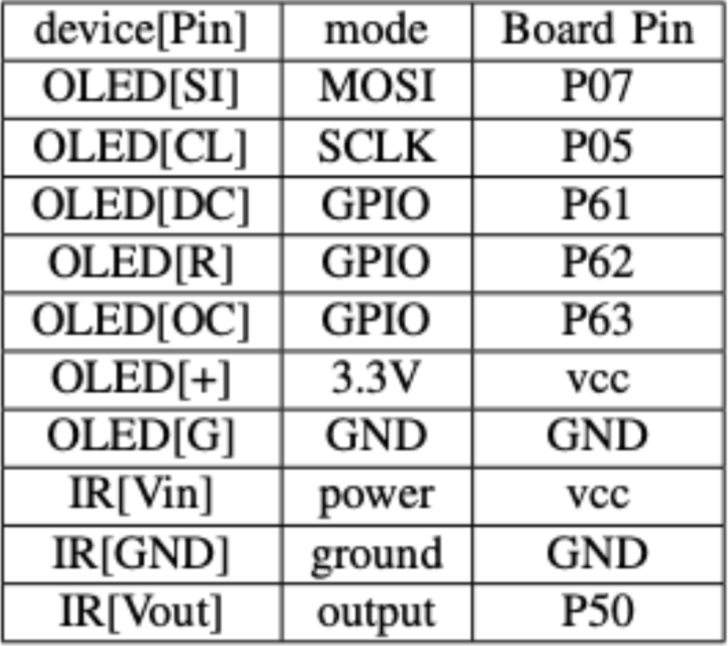 device[Pin] mode Board Pin
OLED[SI] MOSI P07
OLED[CL] SCLK P05
OLED[DC] GPIO P61
OLED[R] GPIO P62
OLED[OC] GPIO P63
OLED[+] 3.3V vcc
OLED[G] GND GND
IR[Vin] power vcc
IR[GND] ground GND
IR[Vout] output P50